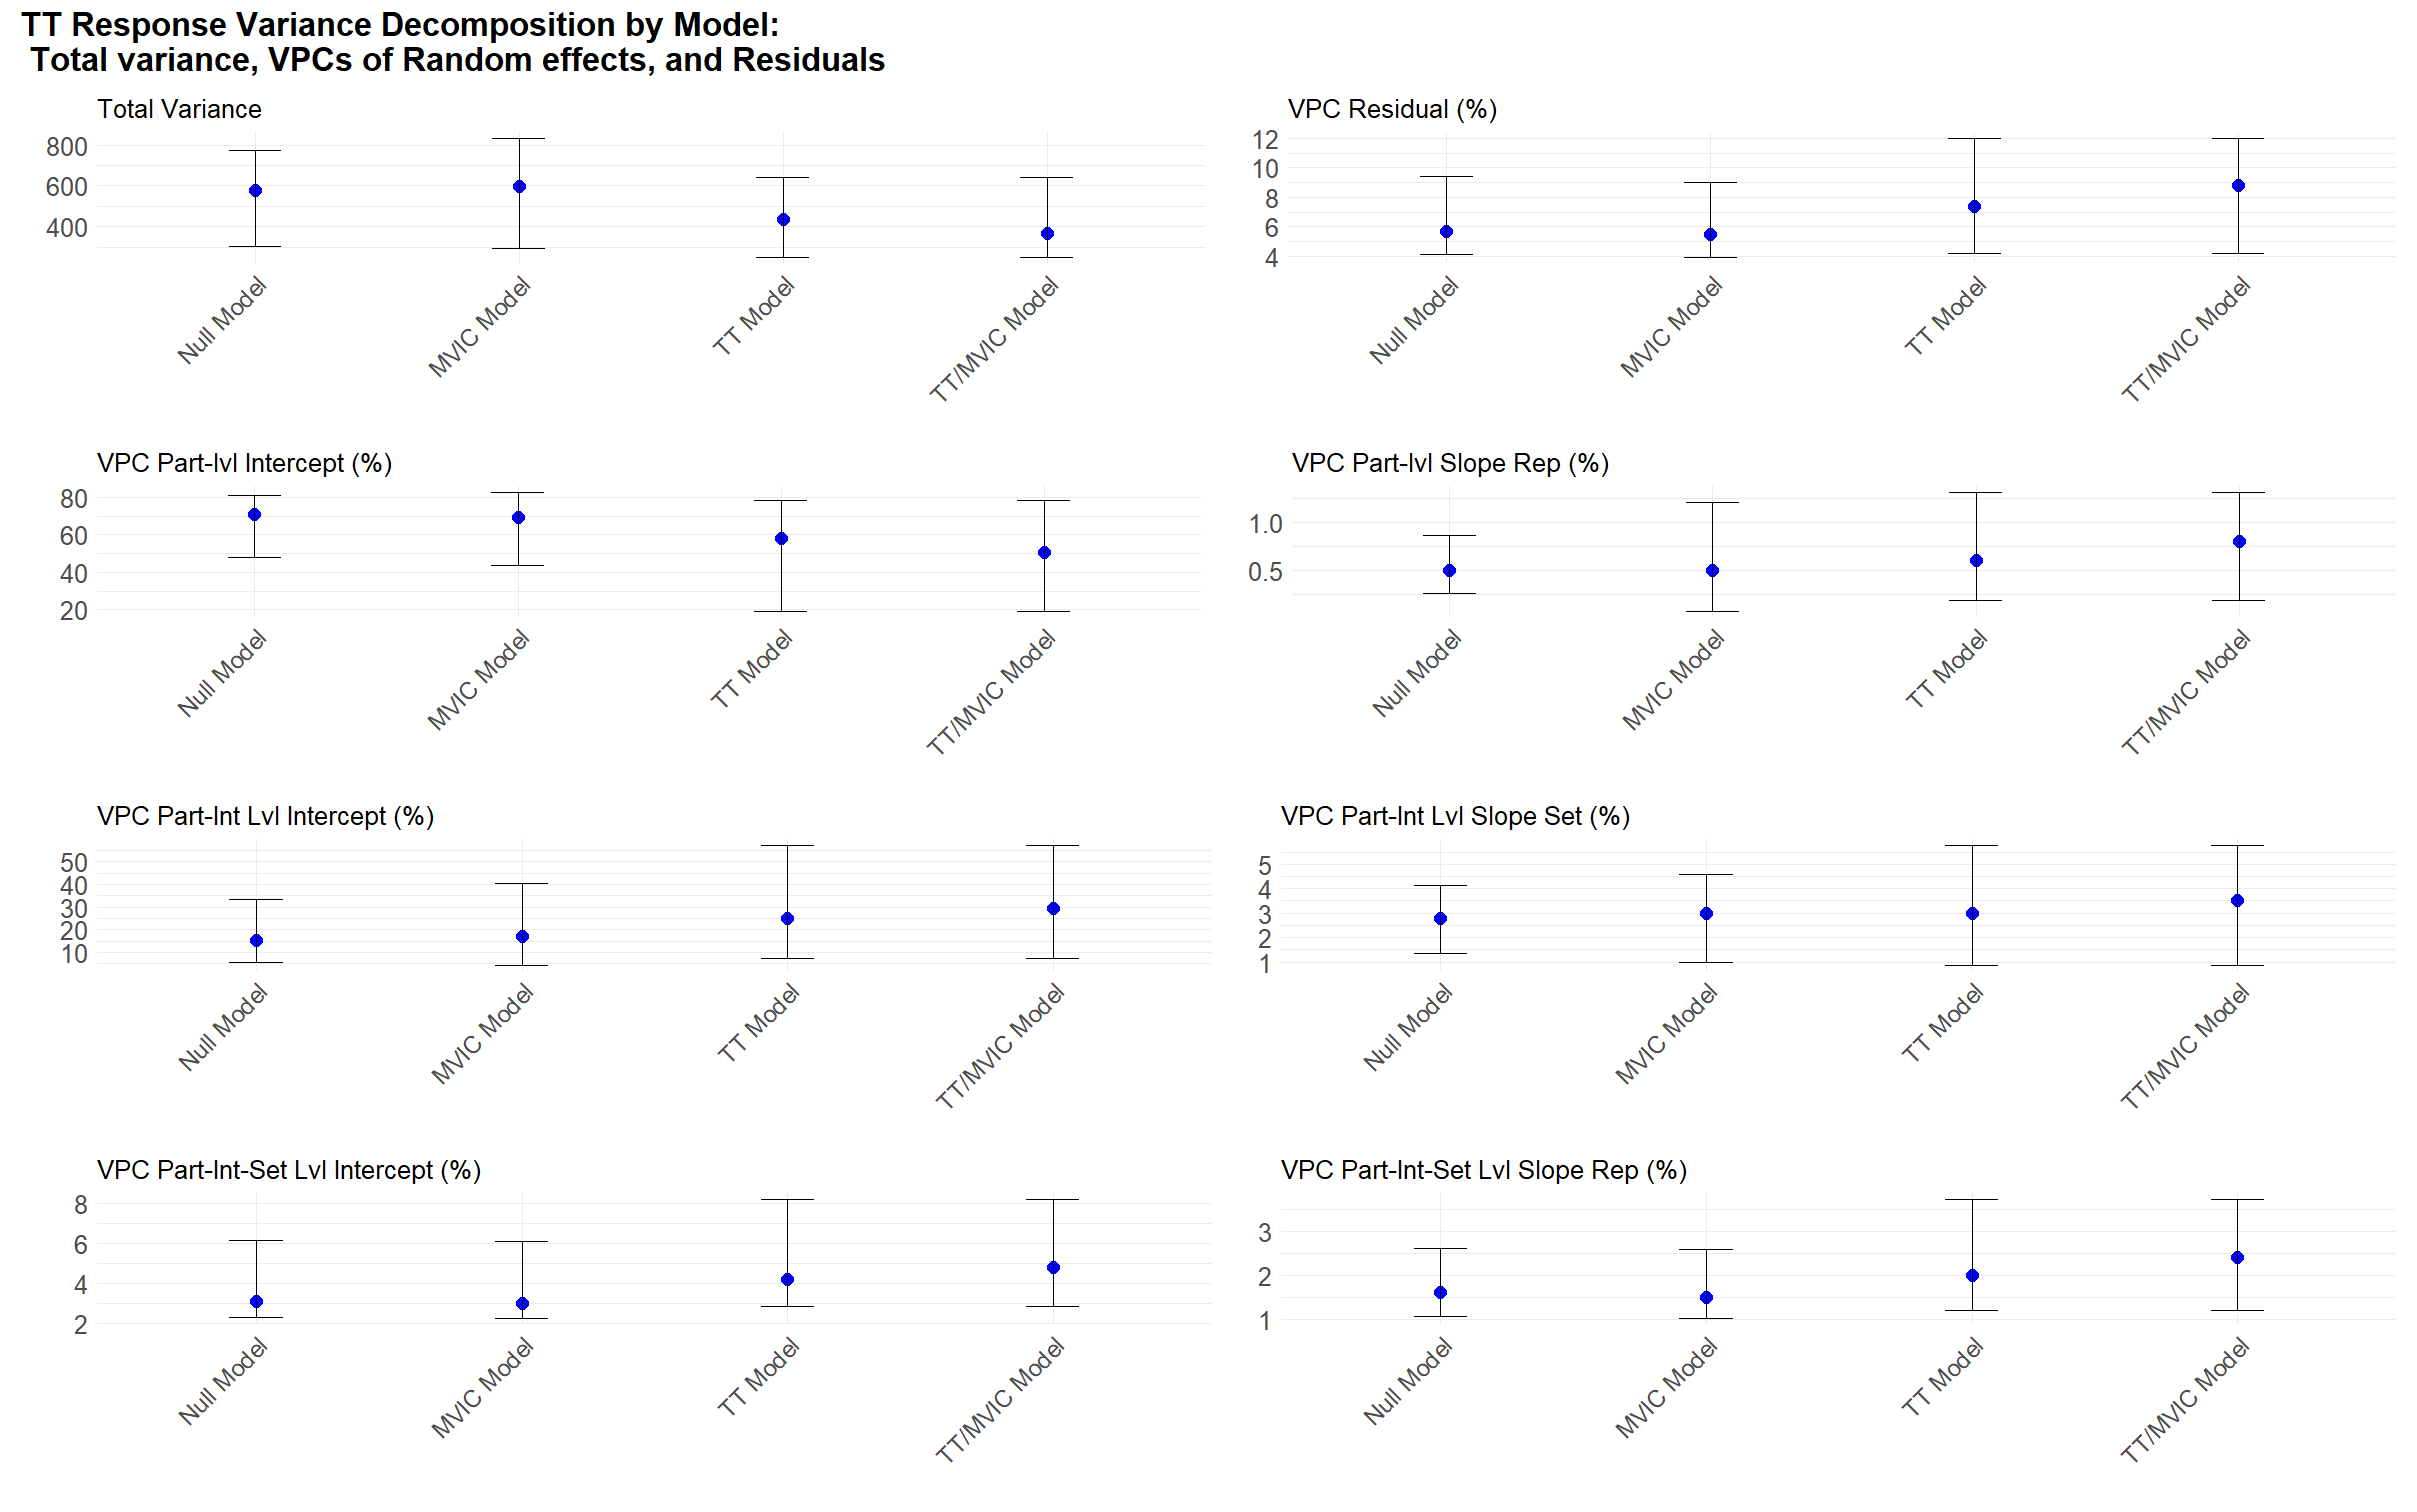 TT Response Variance Decomposition by Model:
Total variance, VPCs of Random effects, and Residuals
Total Variance
800
600
400
Null Model
MVIC Model
TT Model
TT/MVIC Model
VPC Residual (%)
12
10
8
6
4
Null Model
MVIC Model
TT Model
TT/MVIC Model
VPC Part-lvl Intercept (%)
80
60
40
20
Null Model
MVIC Model
TT Model
TT/MVIC Model
VPC Part-lvl Slope Rep (%)
1.0
0.5
Null Model
MVIC Model
TT Model
TT/MVIC Model
VPC Part-Int Lvl Intercept (%)
50
40
30
20
10
Null Model
MVIC Model
TT Model
TT/MVIC Model
VPC Part-Int Lvl Slope Set (%)
5
4
3
2
1
Null Model
MVIC Model
TT Model
TT/MVIC Model
VPC Part-Int-Set Lvl Intercept (%)
8
6
4
2
Null Model
MVIC Model
TT Model
TT/MVIC Model
VPC Part-Int-Set Lvl Slope Rep (%)
3
2
1
Null Model
MVIC Model
TT Model
TT/MVIC Model